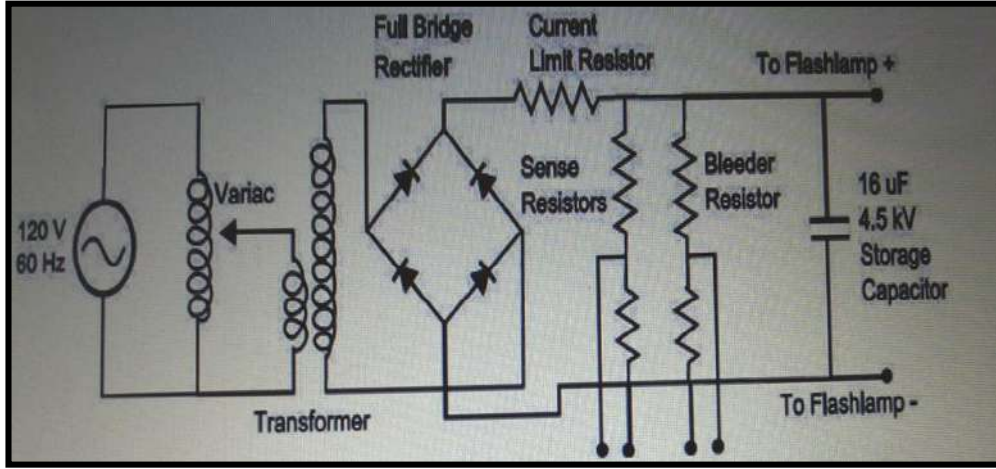 Full Bridge
Rectifier
Current
Limit Resistor
To Flashlamp +
120 V
60 Hz
Variac
Sense
Resistors
Bleeder
Resistor
16 uF
4.5 kV
Storage
Capacitor
Transformer
To Flashlamp -